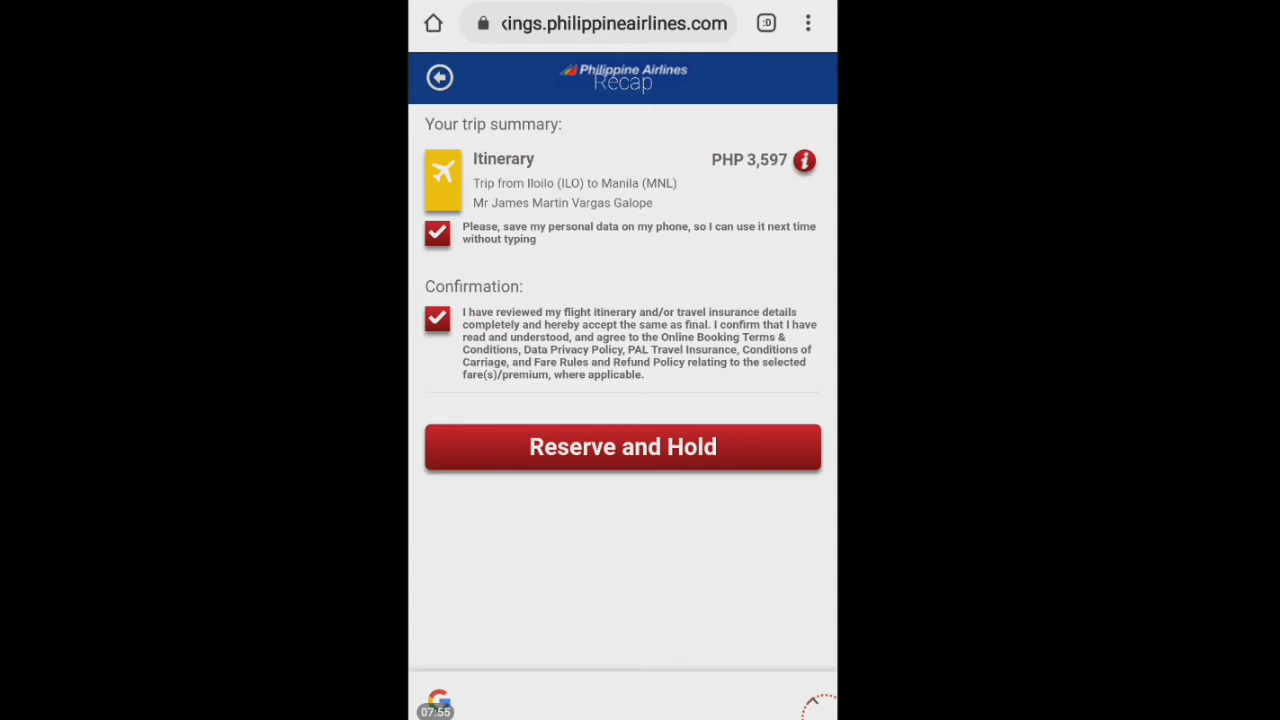 kings.philippineairlines.com
:D
Philippine Airlines
Recap
Your trip summary:
Itinerary
PHP 3,597
i
Trip from Iloilo (ILO) to Manila (MNL)
Mr James Martin Vargas Galope
Please, save my personal data on my phone, so I can use it next time
without typing
Confirmation:
I have reviewed my flight itinerary and/or travel insurance details
completely and hereby accept the same as final. I confirm that I have
read and understood, and agree to the Online Booking Terms &
Conditions, Data Privacy Policy, PAL Travel Insurance, Conditions of
Carriage, and Fare Rules and Refund Policy relating to the selected
fare(s)/premium, where applicable.
Reserve and Hold
07:55